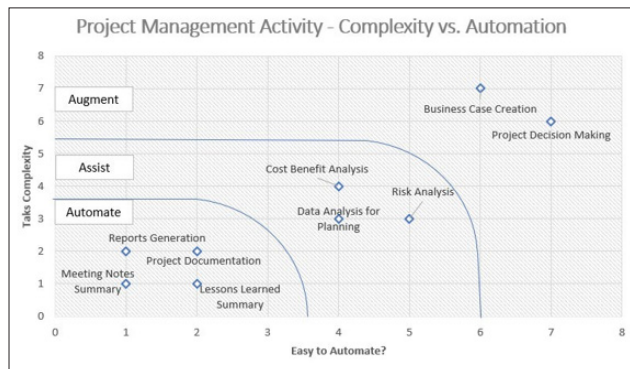 Project Management Activity - Complexity vs. Automation
8
7
6
5
4
3
2
1
0
Taks Complexity
Augment
Assist
Automate
Business Case Creation
Project Decision Making
Cost Benefit Analysis
Risk Analysis
Data Analysis for
Planning
Reports Generation
Project Documentation
Meeting Notes
Summary
Lessons Learned
Summary
0 1 2 3 4 5 6 7 8
Easy to Automate?